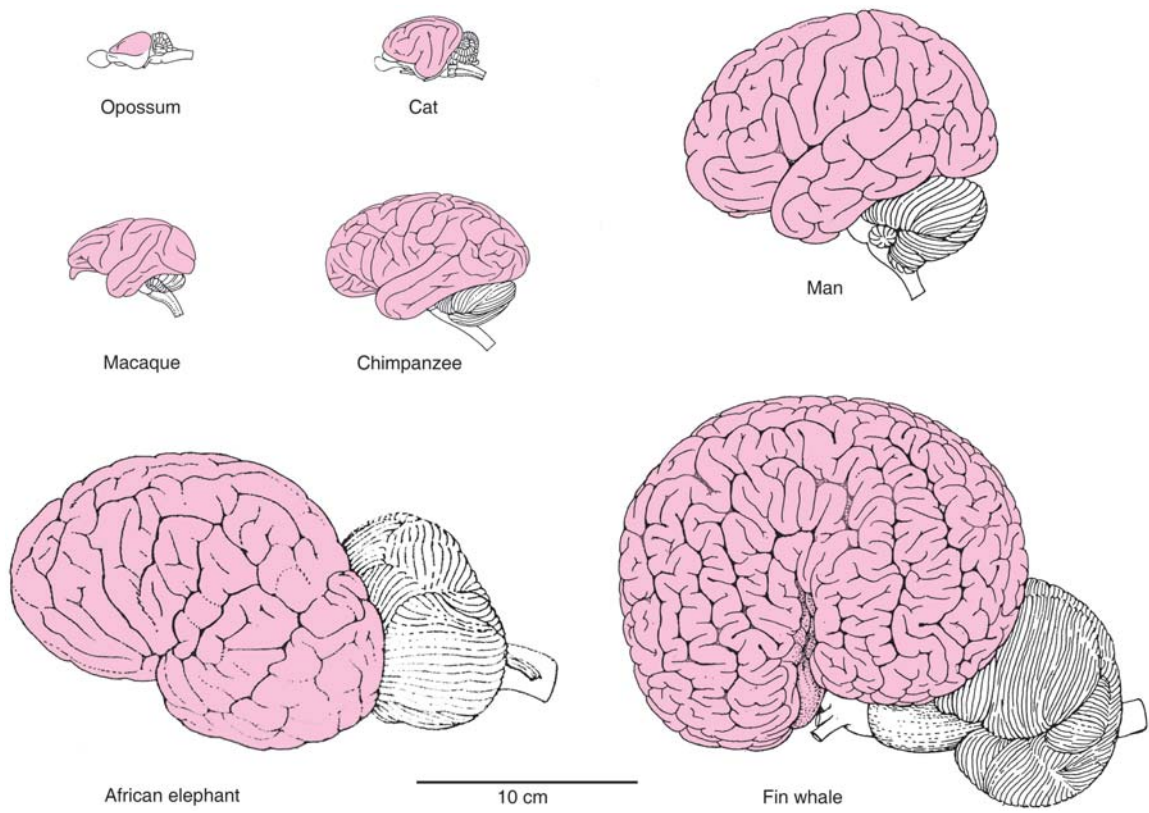 Opossum
Cat
Man
Macaque
Chimpanzee
African elephant
10 cm
Fin whale